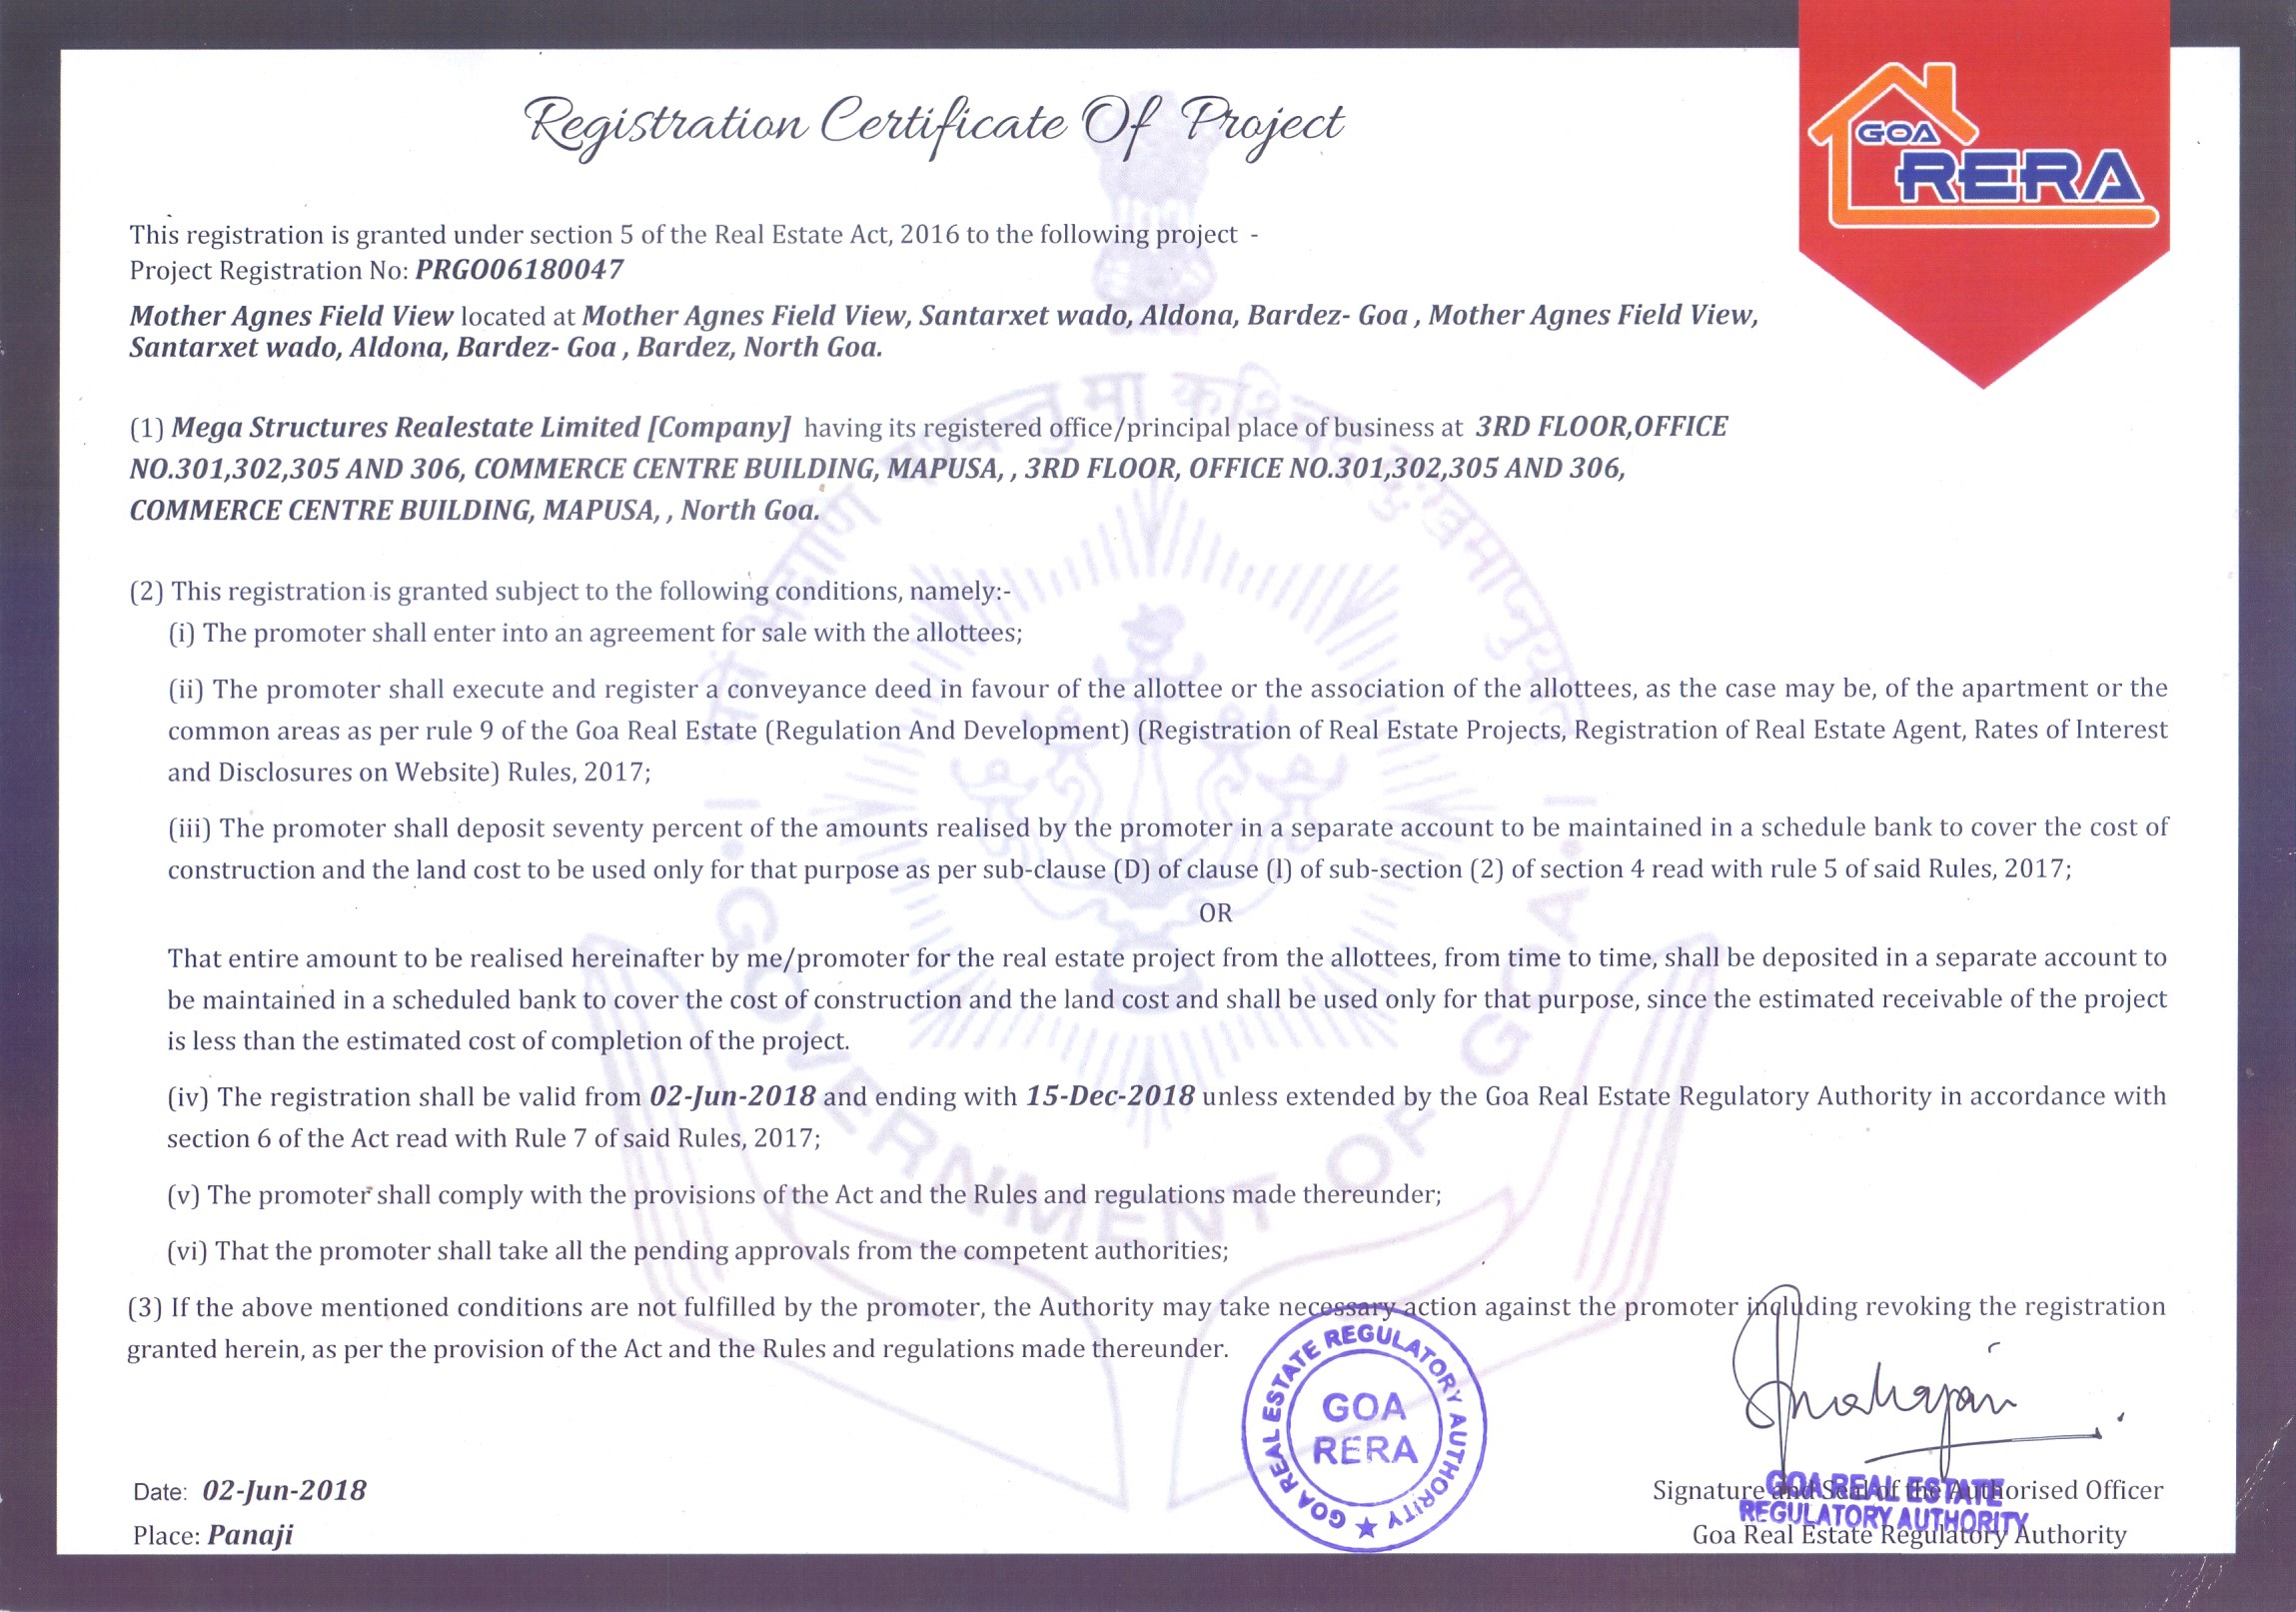 Registration Certificate Of Project
GOA
RERA
This registration is granted under section 5 of the Real Estate Act, 2016 to the following project -
Project Registration No: PRGO06180047
Mother Agnes Field View located at Mother Agnes Field View, Santarxet wado, Aldona, Bardez- Goa , Mother Agnes Field View,
Santarxet wado, Aldona, Bardez- Goa , Bardez, North Goa.
(1) Mega Structures Realestate Limited [Company] having its registered office/principal place of business at 3RD FLOOR,OFFICE
NO.301,302,305 AND 306, COMMERCE CENTRE BUILDING, MAPUSA, , 3RD FLOOR, OFFICE NO.301,302,305 AND 306,
COMMERCE CENTRE BUILDING, MAPUSA, , North Goa.
(2) This registration is granted subject to the following conditions, namely:-
(i) The promoter shall enter into an agreement for sale with the allottees;
(ii) The promoter shall execute and register a conveyance deed in favour of the allottee or the association of the allottees, as the case may be, of the apartment or the
common areas as per rule 9 of the Goa Real Estate (Regulation And Development) (Registration of Real Estate Projects, Registration of Real Estate Agent, Rates of Interest
and Disclosures on Website) Rules, 2017;
(iii) The promoter shall deposit seventy percent of the amounts realised by the promoter in a separate account to be maintained in a schedule bank to cover the cost of
construction and the land cost to be used only for that purpose as per sub-clause (D) of clause (l) of sub-section (2) of section 4 read with rule 5 of said Rules, 2017;
OR
That entire amount to be realised hereinafter by me/promoter for the real estate project from the allottees, from time to time, shall be deposited in a separate account to
be maintained in a scheduled bank to cover the cost of construction and the land cost and shall be used only for that purpose, since the estimated receivable of the project
is less than the estimated cost of completion of the project.
(iv) The registration shall be valid from 02-Jun-2018 and ending with 15-Dec-2018 unless extended by the Goa Real Estate Regulatory Authority in accordance with
section 6 of the Act read with Rule 7 of said Rules, 2017;
(v) The promoter shall comply with the provisions of the Act and the Rules and regulations made thereunder;
(vi) That the promoter shall take all the pending approvals from the competent authorities;
(3) If the above mentioned conditions are not fulfilled by the promoter, the Authority may take necessary action against the promoter including revoking the registration
granted herein, as per the provision of the Act and the Rules and regulations made thereunder.
GOVERNMENT OF GOA
GOA REAL ESTATE REGULATORY AUTHORITY
GOA
RERA
Date: 02-Jun-2018
Place: Panaji
Signature and Seal of the Authorised Officer
Goa Real Estate Regulatory Authority
GOA REAL ESTATE
REGULATORY AUTHORITY